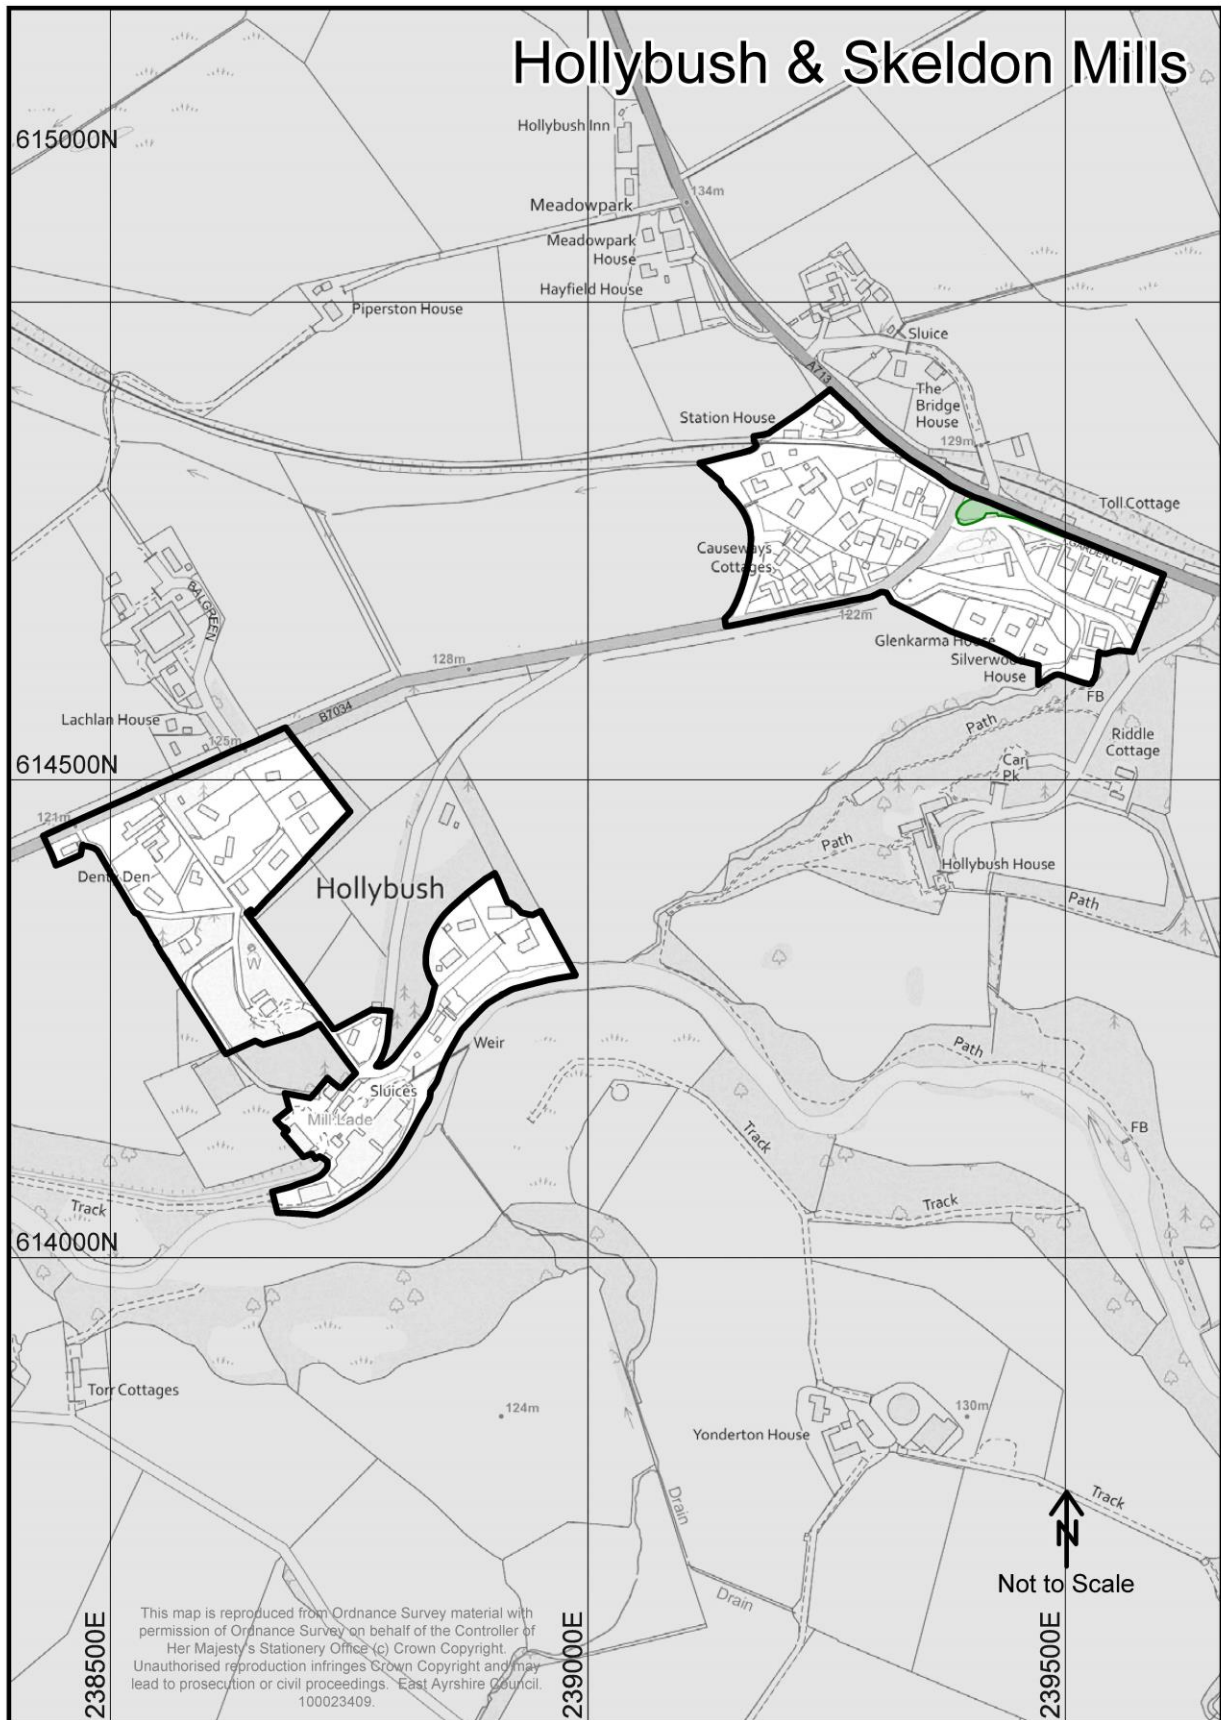 Hollybush & Skeldon Mills
Hollybush Inn
615000N
134m
Meadowpark
Meadowpark
House
Hayfield House
Piperston House
Sluice
A713
The
Bridge
House
Station House
129m
Toll Cottage
GARDEN CT
Causeways
Cottages
BALGREEN
122m
Glenkarma House
Silverwood
House
128m
FB
B7034
Lachlan House
125m
Path
Riddle
Cottage
614500N
Car
Pk
121m
Path
Denty Den
Hollybush House
Hollybush
Path
W
Weir
Path
Sluices
Mill Lade
FB
Track
Track
Track
614000N
Torr Cottages
124m
130m
Yonderton House
Drain
Track
N
Not to Scale
Drain
238500E
239000E
239500E
This map is reproduced from Ordnance Survey material with
permission of Ordnance Survey on behalf of the Controller of
Her Majesty's Stationery Office (c) Crown Copyright.
Unauthorised reproduction infringes Crown Copyright and may
lead to prosecution or civil proceedings. East Ayrshire Council.
100023409.